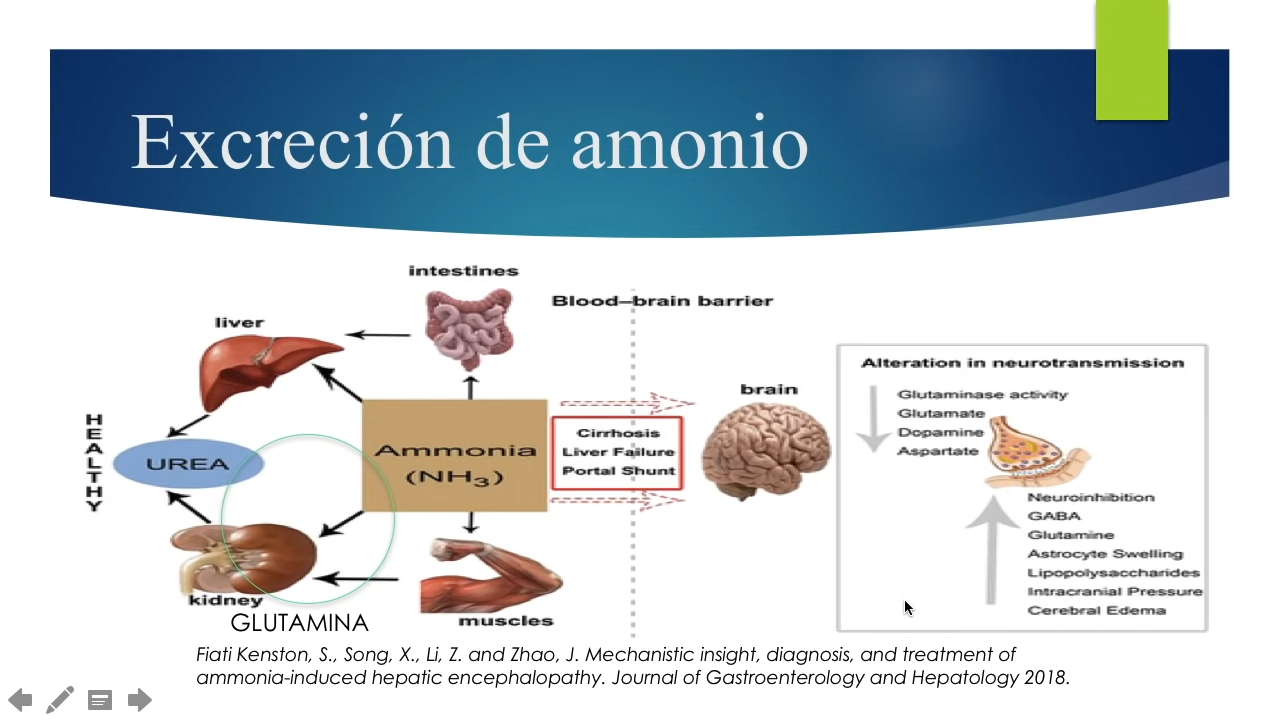 Excreción de amonio
intestines
Blood–brain barrier
liver
Alteration in neurotransmission
brain
Glutaminase activity
Glutamate
Dopamine
Aspartate
HEALTHY
UREA
Ammonia
(NH3)
Cirrhosis
Liver Failure
Portal Shunt
Neuroinhibition
GABA
Glutamine
Astrocyte Swelling
Lipopolysaccharides
Intracranial Pressure
Cerebral Edema
kidney
GLUTAMINA
muscles
Fiati Kenston, S., Song, X., Li, Z. and Zhao, J. Mechanistic insight, diagnosis, and treatment of
ammonia-induced hepatic encephalopathy. Journal of Gastroenterology and Hepatology 2018.